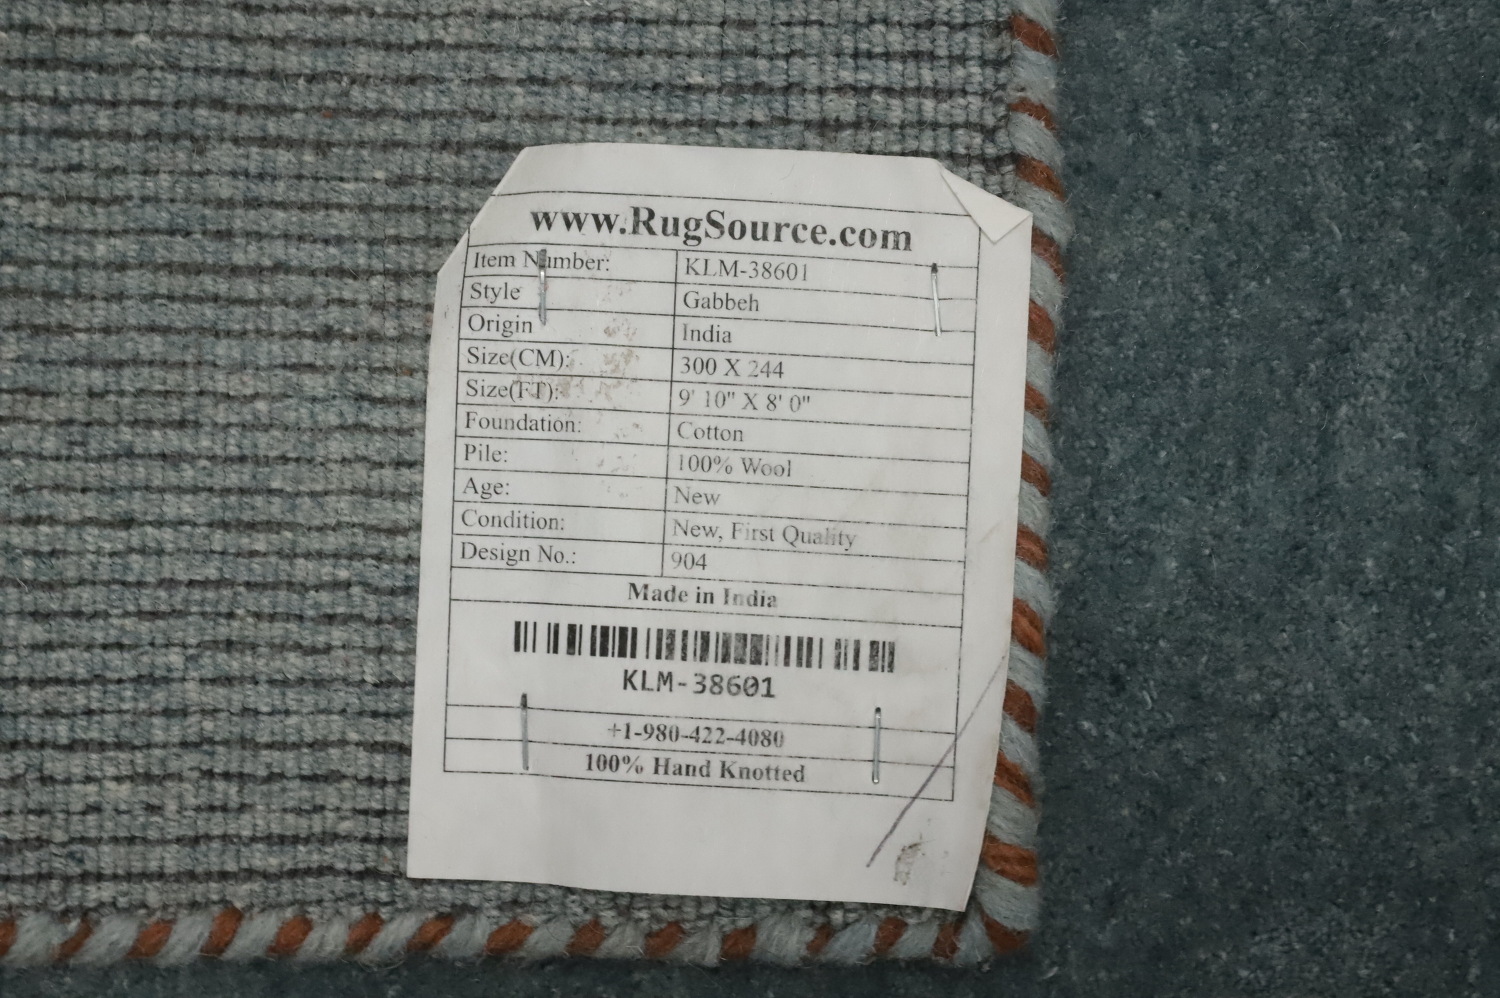 www.RugSource.com
Item Number: KLM-38601
Style Gabbeh
Origin India
Size(CM): 300 X 244
Size(FT): 9' 10" X 8' 0"
Foundation: Cotton
Pile: 100% Wool
Age: New
Condition: New, First Quality
Design No.: 904
Made in India
KLM-38601
+1-980-422-4080
100% Hand Knotted